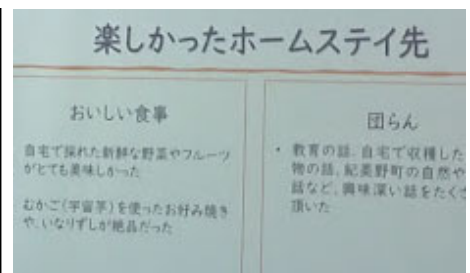 楽しかったホームステイ先
おいしい食事
自宅で採れた新鮮な野菜やフルーツ
がとても美味しかった
むかご(宇宙芋)を使ったお好み焼き
や、いなりずしが絶品だった
団らん
・教育の話、自宅で収穫した
物の話、紀美野町の自然や
話など、興味深い話をたくさ
頂いた